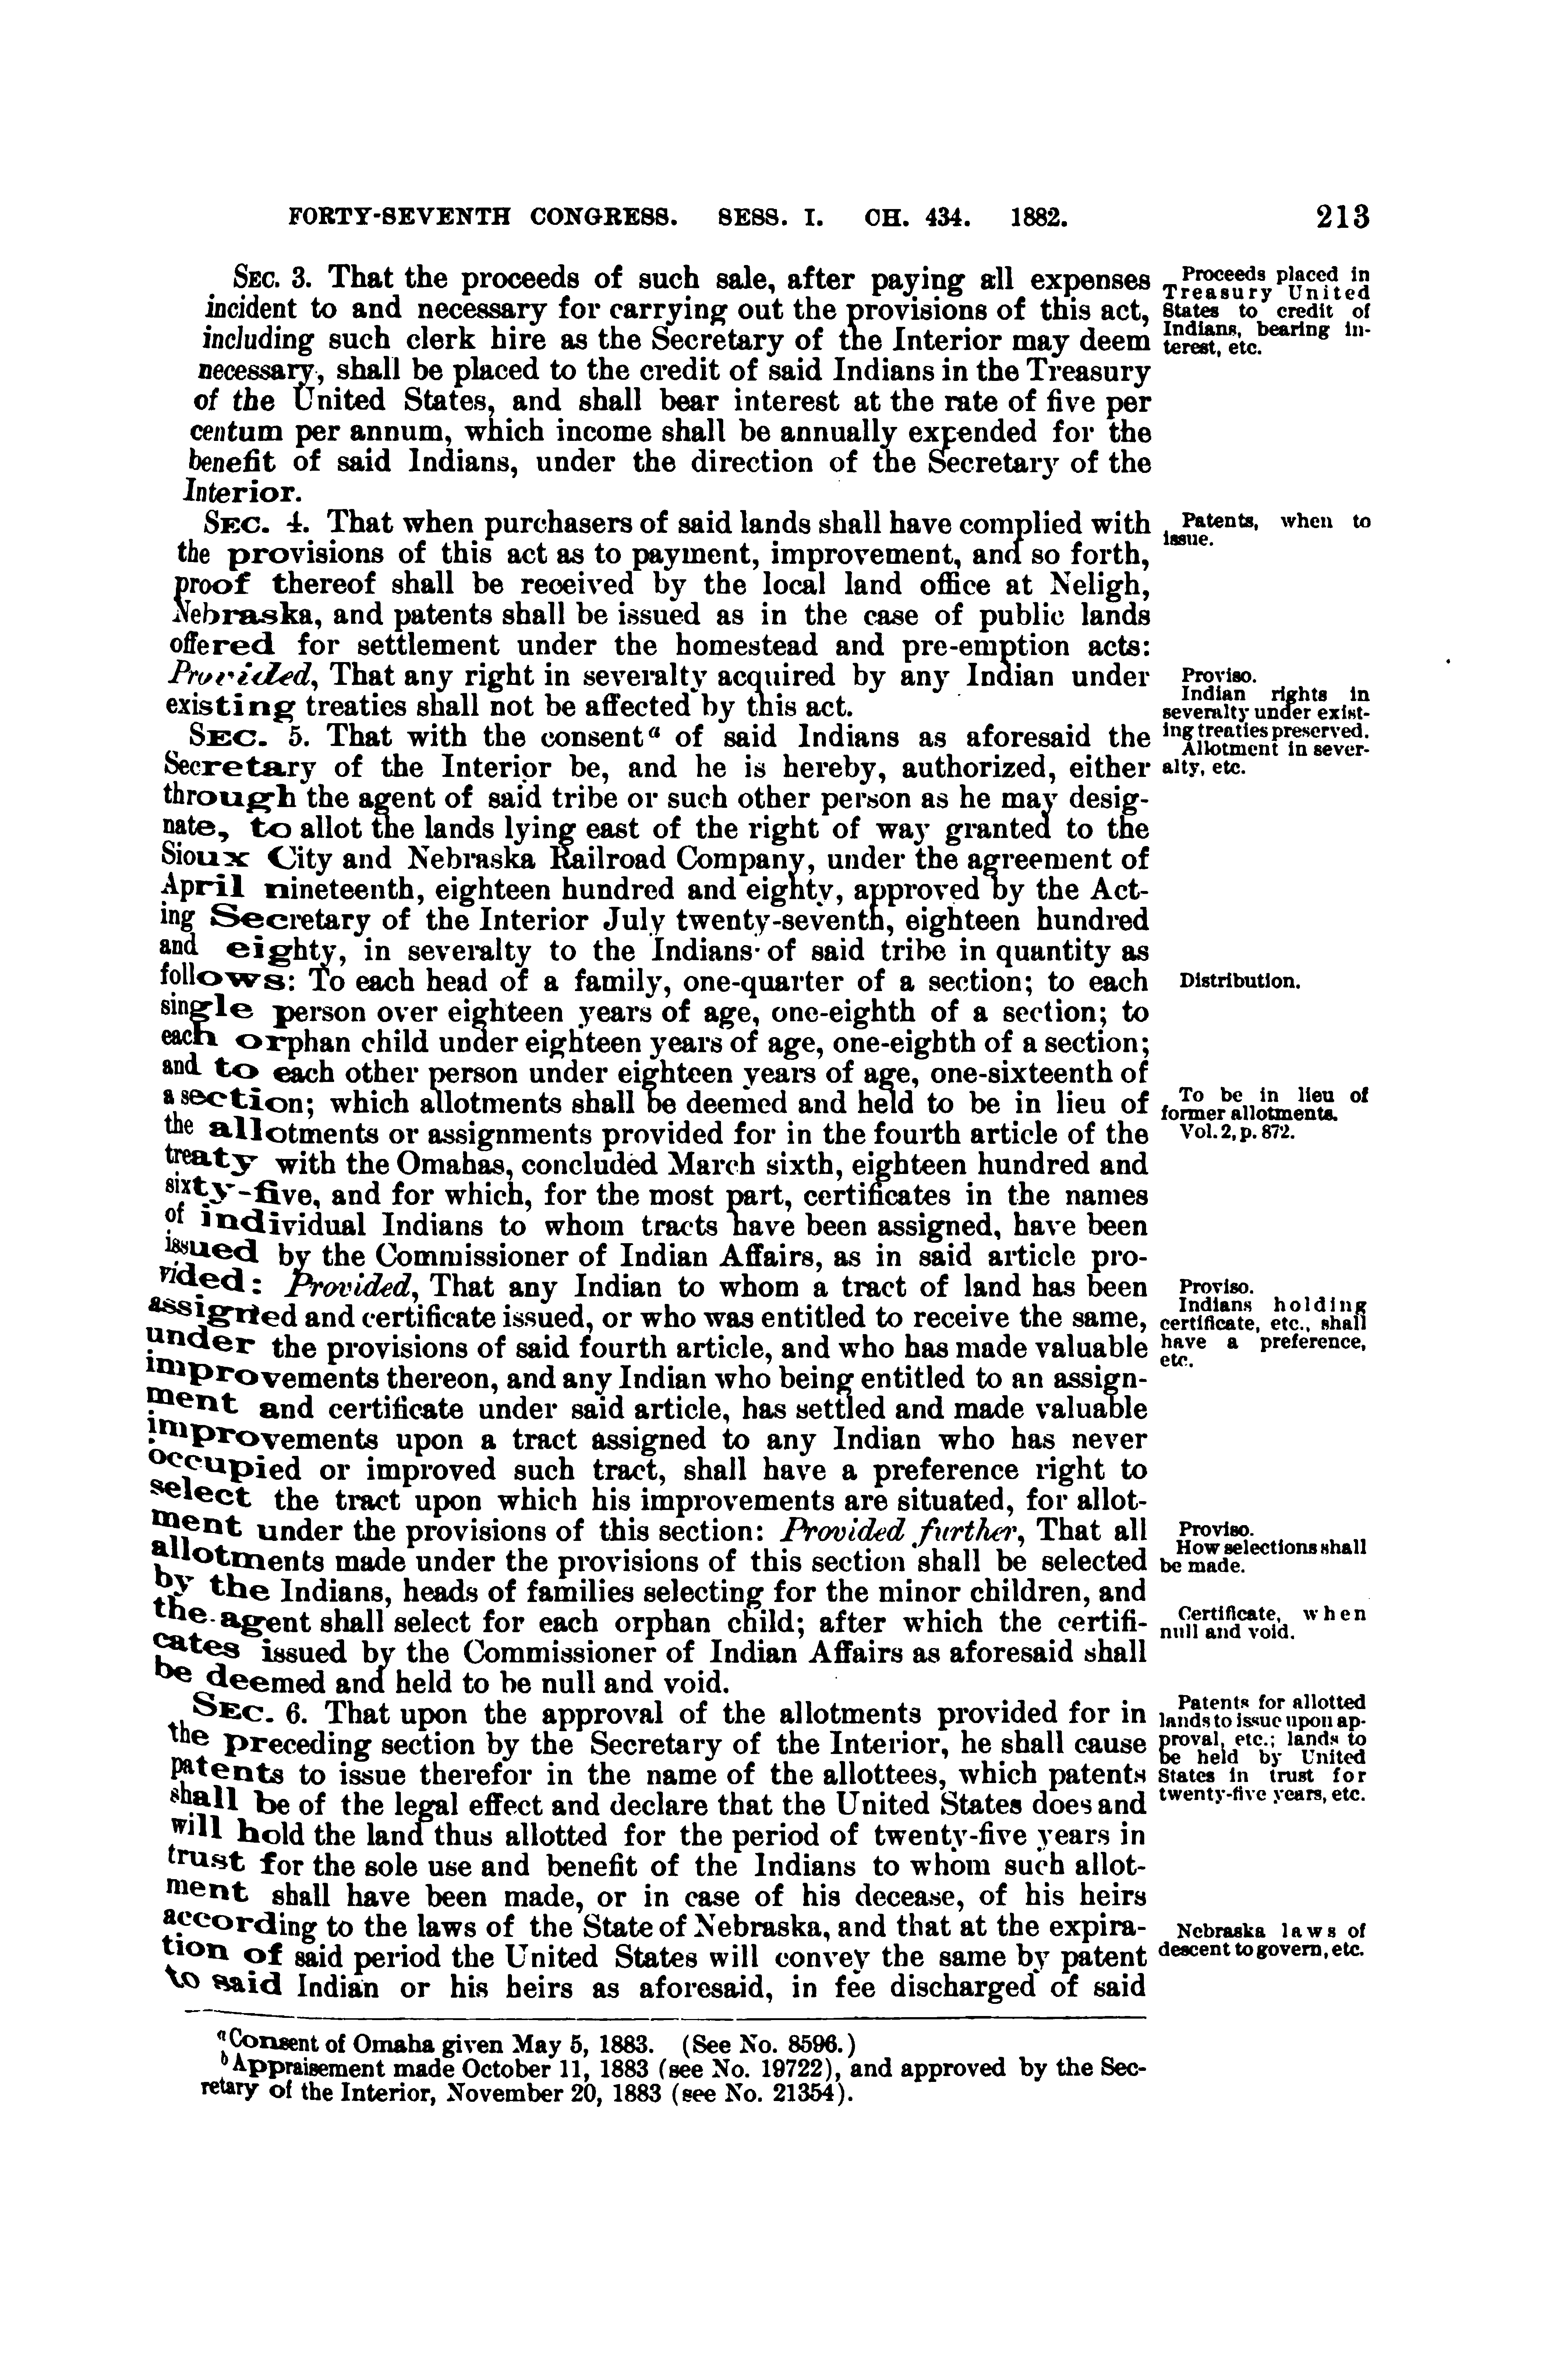 FORTY-SEVENTH CONGRESS. SESS. I. CH. 434. 1882. 213
SEC. 3. That the proceeds of such sale, after paying all expenses
incident to and necessary for carrying out the provisions of this act,
including such clerk hire as the Secretary of the Interior may deem
necessary, shall be placed to the credit of said Indians in the Treasury
of the United States, and shall bear interest at the rate of five per
centum per annum, which income shall be annually expended for the
benefit of said Indians, under the direction of the Secretary of the
Interior.
Proceeds placed in
Treasury United
States to credit of
Indians, bearing in-
terest, etc.
SEC. 4. That when purchasers of said lands shall have complied with
the provisions of this act as to payment, improvement, and so forth,
proof thereof shall be received by the local land office at Neligh,
Nebraska, and patents shall be issued as in the case of public lands
offered for settlement under the homestead and pre-emption acts:
Provided, That any right in severalty acquired by any Indian under
existing treaties shall not be affected by this act.
Patents, when to
issue.
Proviso.
Indian rights in
severalty under exist-
ing treaties preserved.
SEC. 5. That with the consent a of said Indians as aforesaid the
Secretary of the Interior be, and he is hereby, authorized, either
through the agent of said tribe or such other person as he may desig-
nate, to allot the lands lying east of the right of way granted to the
Sioux City and Nebraska Railroad Company, under the agreement of
April nineteenth, eighteen hundred and eighty, approved by the Act-
ing Secretary of the Interior July twenty-seventh, eighteen hundred
and eighty, in severalty to the Indians of said tribe in quantity as
follows: To each head of a family, one-quarter of a section; to each
single person over eighteen years of age, one-eighth of a section; to
each orphan child under eighteen years of age, one-eighth of a section;
and to each other person under eighteen years of age, one-sixteenth of
a section; which allotments shall be deemed and held to be in lieu of
the allotments or assignments provided for in the fourth article of the
treaty with the Omahas, concluded March sixth, eighteen hundred and
sixty-five, and for which, for the most part, certificates in the names
of individual Indians to whom tracts have been assigned, have been
issued by the Commissioner of Indian Affairs, as in said article pro-
vided: Provided, That any Indian to whom a tract of land has been
assigned and certificate issued, or who was entitled to receive the same,
under the provisions of said fourth article, and who has made valuable
improvements thereon, and any Indian who being entitled to an assign-
ment and certificate under said article, has settled and made valuable
improvements upon a tract assigned to any Indian who has never
occupied or improved such tract, shall have a preference right to
select the tract upon which his improvements are situated, for allot-
ment under the provisions of this section: Provided further, That all
allotments made under the provisions of this section shall be selected
by the Indians, heads of families selecting for the minor children, and
the agent shall select for each orphan child; after which the certifi-
cates issued by the Commissioner of Indian Affairs as aforesaid shall
be deemed and held to be null and void.
Allotment in sever-
alty, etc.
Distribution.
To be in lieu of
former allotments.
Vol. 2, p. 872.
Proviso.
Indians holding
certificate, etc., shall
have a preference,
etc.
Proviso.
How selections shall
be made.
Certificate, when
null and void.
SEC. 6. That upon the approval of the allotments provided for in
the preceding section by the Secretary of the Interior, he shall cause
patents to issue therefor in the name of the allottees, which patents
shall be of the legal effect and declare that the United States does and
will hold the land thus allotted for the period of twenty-five years in
trust for the sole use and benefit of the Indians to whom such allot-
ment shall have been made, or in case of his decease, of his heirs
according to the laws of the State of Nebraska, and that at the expira-
tion of said period the United States will convey the same by patent
to said Indian or his heirs as aforesaid, in fee discharged of said
Patents for allotted
lands to issue upon ap-
proval, etc.; lands to
be held by United
States in trust for
twenty-five years, etc.
Nebraska laws of
descent to govern, etc.
a Consent of Omaha given May 5, 1883. (See No. 8596.)
b Appraisement made October 11, 1883 (see No. 19722), and approved by the Sec-
retary of the Interior, November 20, 1883 (see No. 21354).